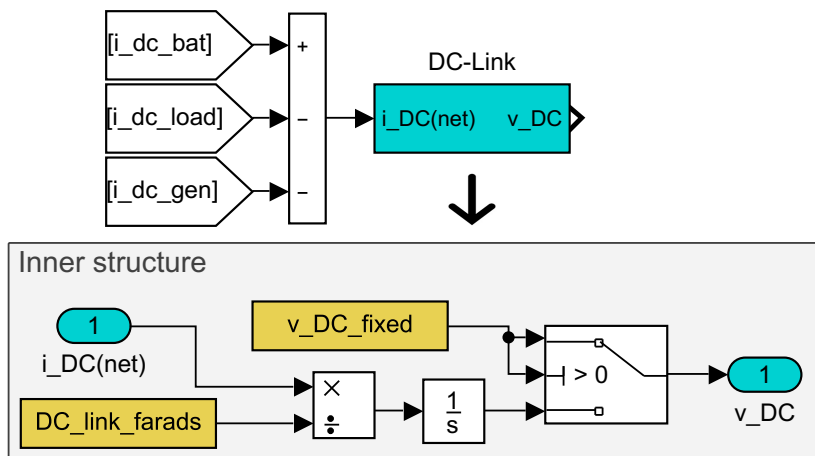 [i_dc_bat]
[i_dc_load]
[i_dc_gen]
+
−
−
DC-Link
i_DC(net) v_DC
Inner structure
1
i_DC(net)
v_DC_fixed
DC_link_farads
×
÷
1
s
> 0
1
v_DC